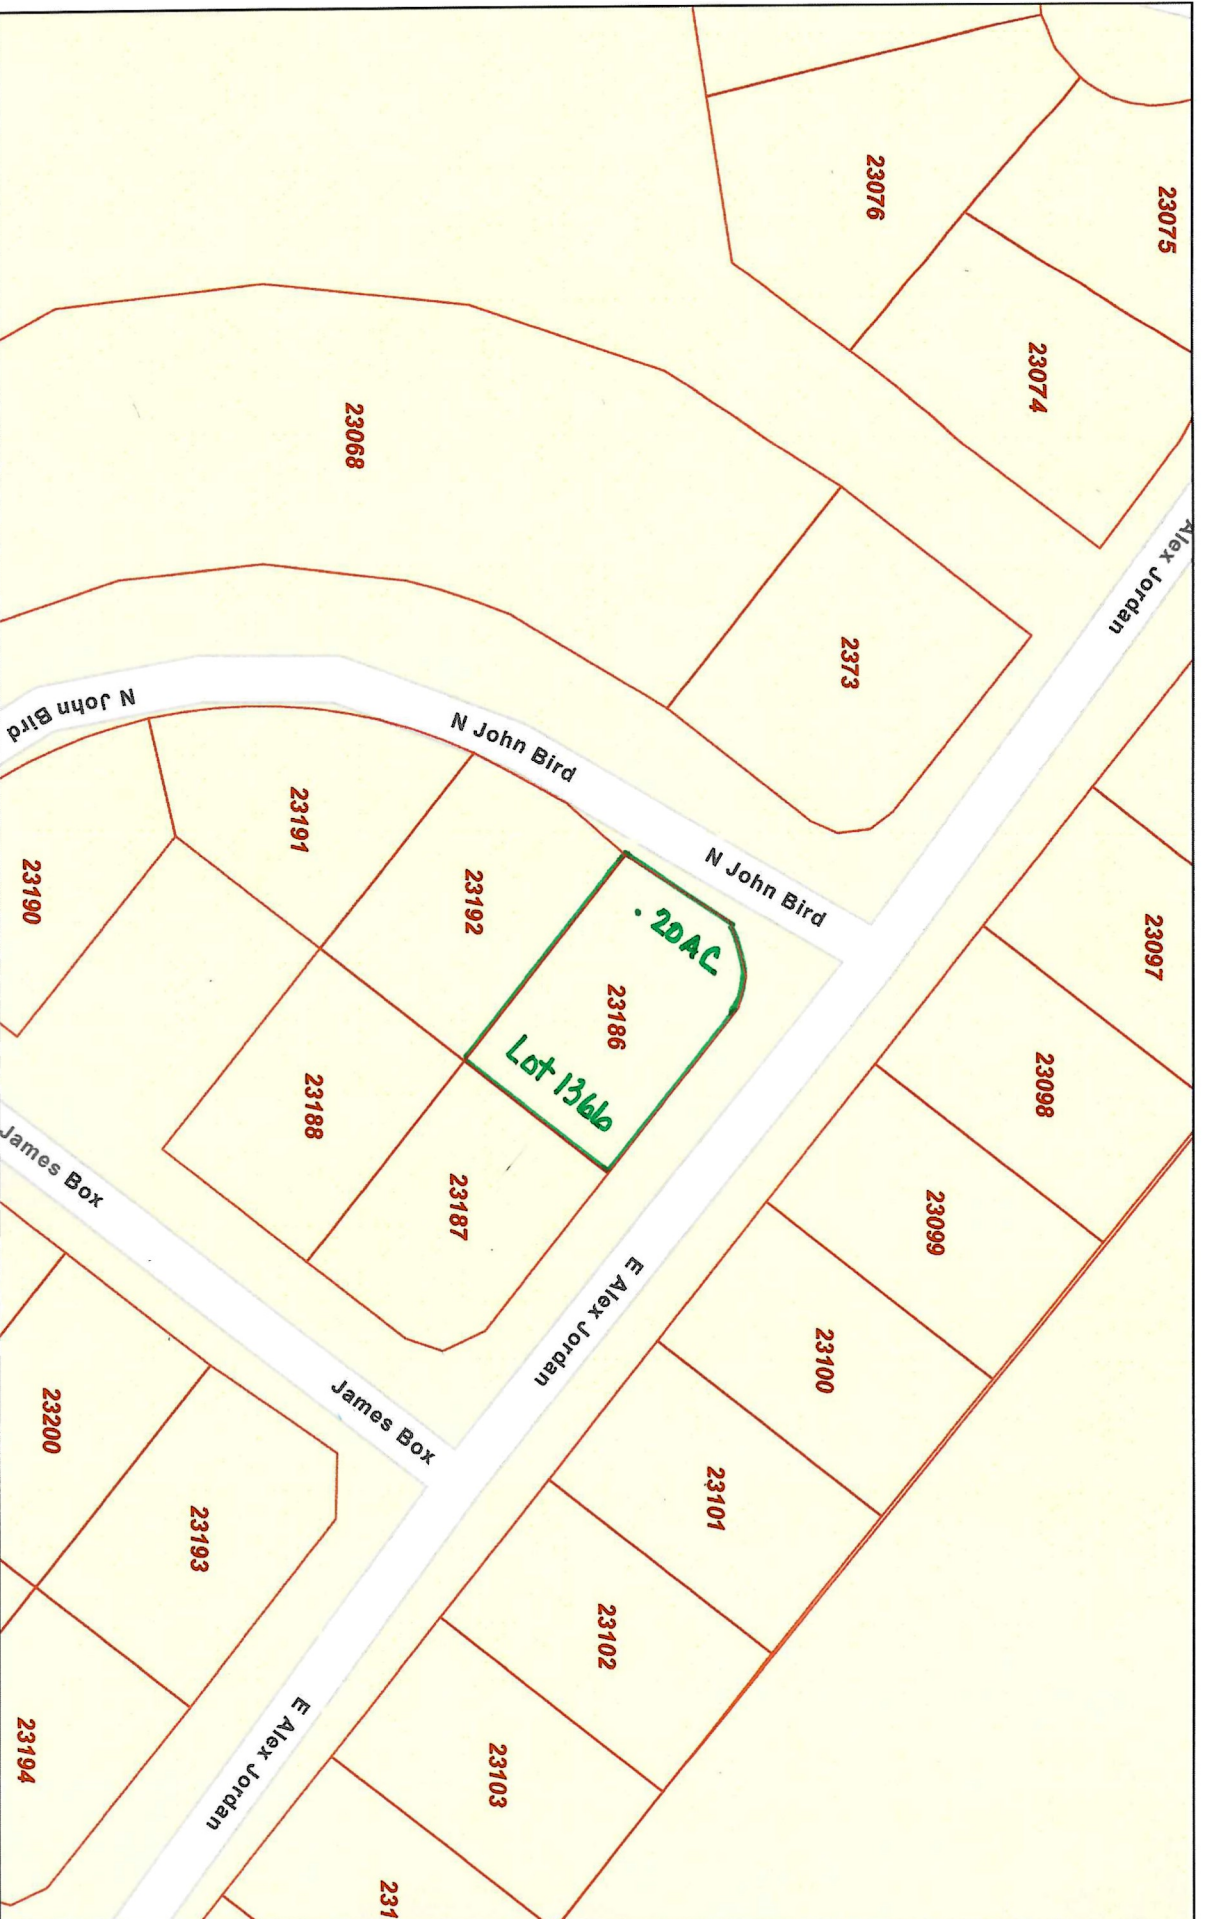 23075
23076
23074
Alex Jordan
23068
2373
N John Bird
N John Bird
N John Bird
23191
23190
23192
. 20AC
23186
Lot 1366
23097
23098
23188
23187
James Box
23099
E Alex Jordan
23100
James Box
23200
23101
23193
23102
E Alex Jordan
23194
23103
231